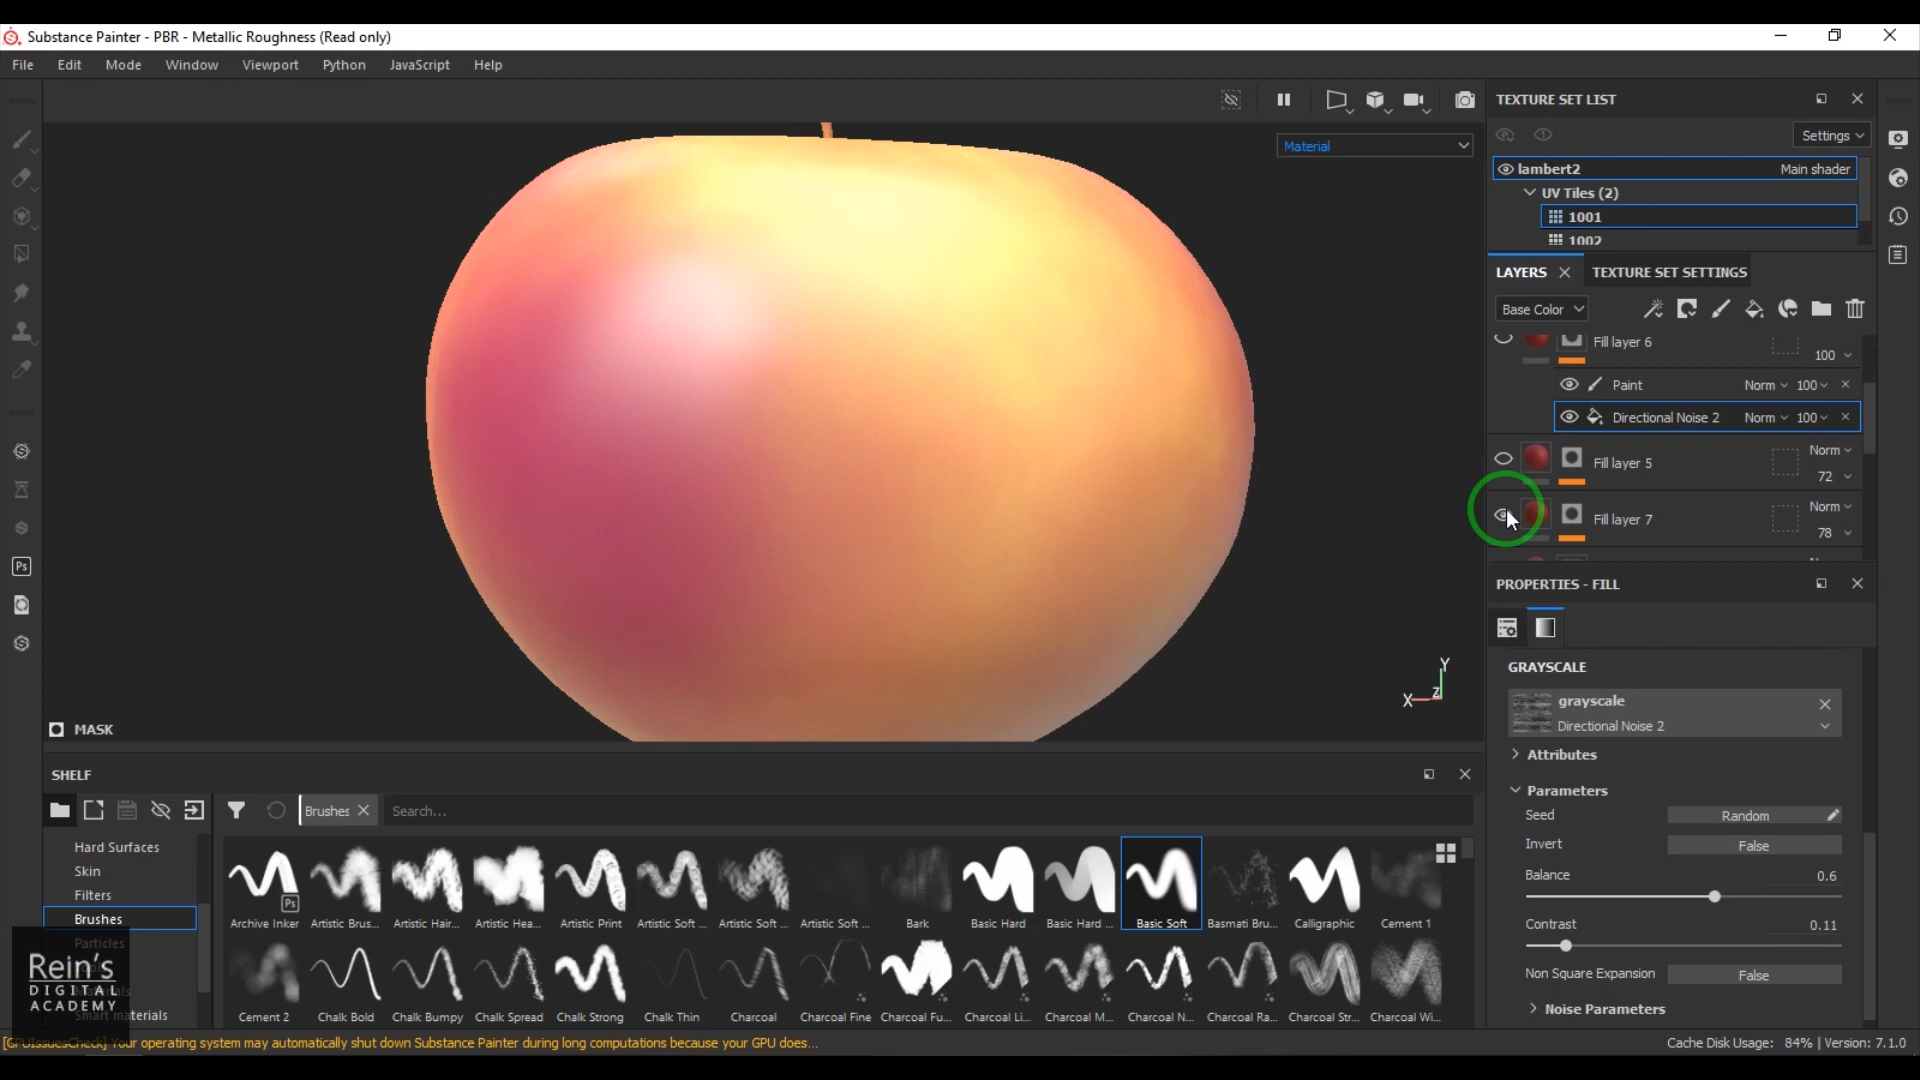 Substance Painter - PBR - Metallic Roughness (Read only)
File Edit Mode Window Viewport Python JavaScript Help
TEXTURE SET LIST
Settings
Material
lambert2 Main shader
UV Tiles (2)
1001
1002
LAYERS TEXTURE SET SETTINGS
Base Color
Fill layer 6
100
Paint Norm 100
Directional Noise 2 Norm 100
Norm
Fill layer 5
72
Norm
Fill layer 7
78
PROPERTIES - FILL
GRAYSCALE
grayscale
Directional Noise 2
Attributes
Parameters
Seed Random
Invert False
Balance 0.6
Contrast 0.11
Non Square Expansion False
Noise Parameters
Y
X Z
MASK
SHELF
Brushes Search...
Hard Surfaces
Skin
Filters
Brushes
Particles
Smart materials
Ps
Ps
Archive Inker Artistic Brus... Artistic Hair... Artistic Hea... Artistic Print Artistic Soft ... Artistic Soft ... Artistic Soft ... Bark Basic Hard Basic Hard ... Basic Soft Basmati Bru... Calligraphic Cement 1
Cement 2 Chalk Bold Chalk Bumpy Chalk Spread Chalk Strong Chalk Thin Charcoal Charcoal Fine Charcoal Fu... Charcoal Li... Charcoal M... Charcoal N... Charcoal Ra... Charcoal Str... Charcoal Wi...
Rein's
DIGITAL
ACADEMY
[GPUIssuesCheck] Your operating system may automatically shut down Substance Painter during long computations because your GPU does...
Cache Disk Usage: 84% | Version: 7.1.0